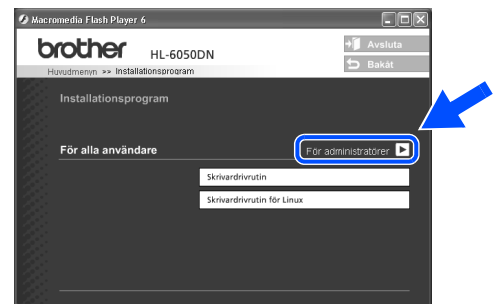 Macromedia Flash Player 6
brother HL-6050DN
Avsluta
Bakåt
Huvudmenyn >> Installationsprogram
Installationsprogram
För alla användare
För administratörer
Skrivardrivrutin
Skrivardrivrutin för Linux